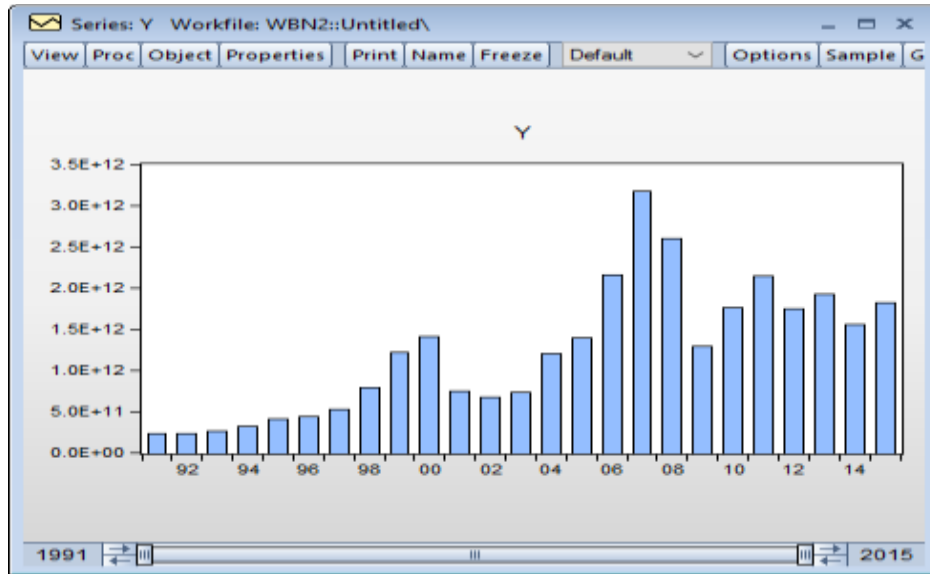 Series: Y Workfile: WBN2::Untitled\
View Proc Object Properties Print Name Freeze Default Options Sample G
Y
3.5E+12
3.0E+12
2.5E+12
2.0E+12
1.5E+12
1.0E+12
5.0E+11
0.0E+00
92 94 96 98 00 02 04 06 08 10 12 14
1991 2015